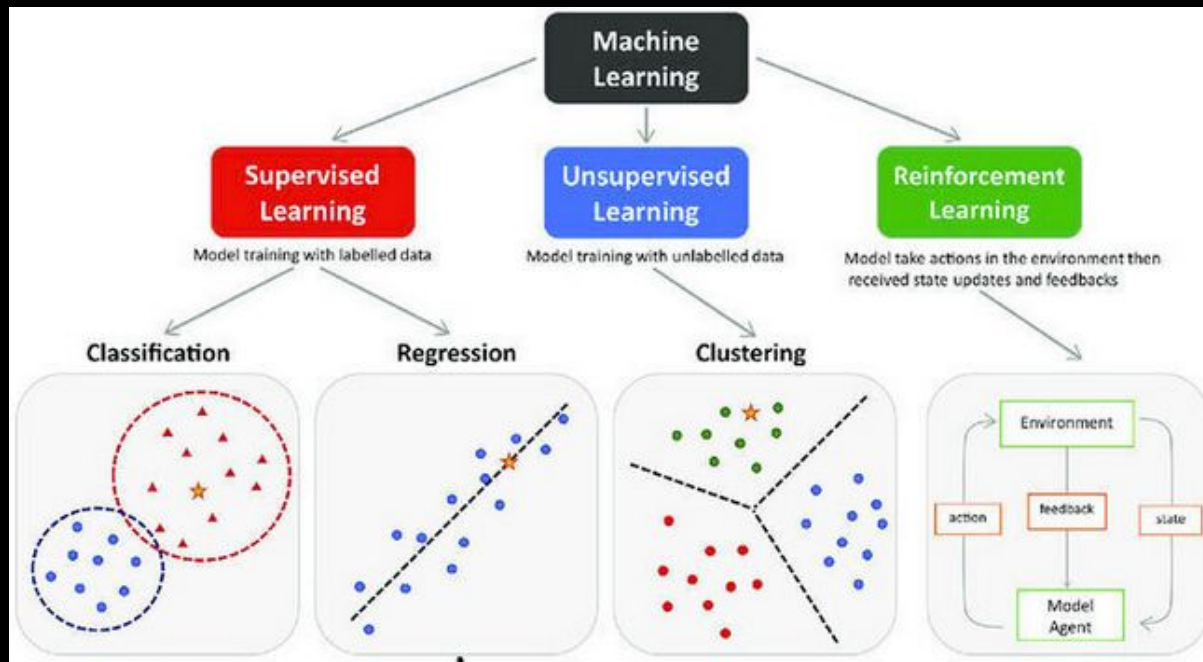 Machine
Learning
Supervised
Learning
Unsupervised
Learning
Reinforcement
Learning
Model training with labelled data
Model training with unlabelled data
Model take actions in the environment then
received state updates and feedbacks
Classification
Regression
Clustering
Environment
action
feedback
state
Model
Agent